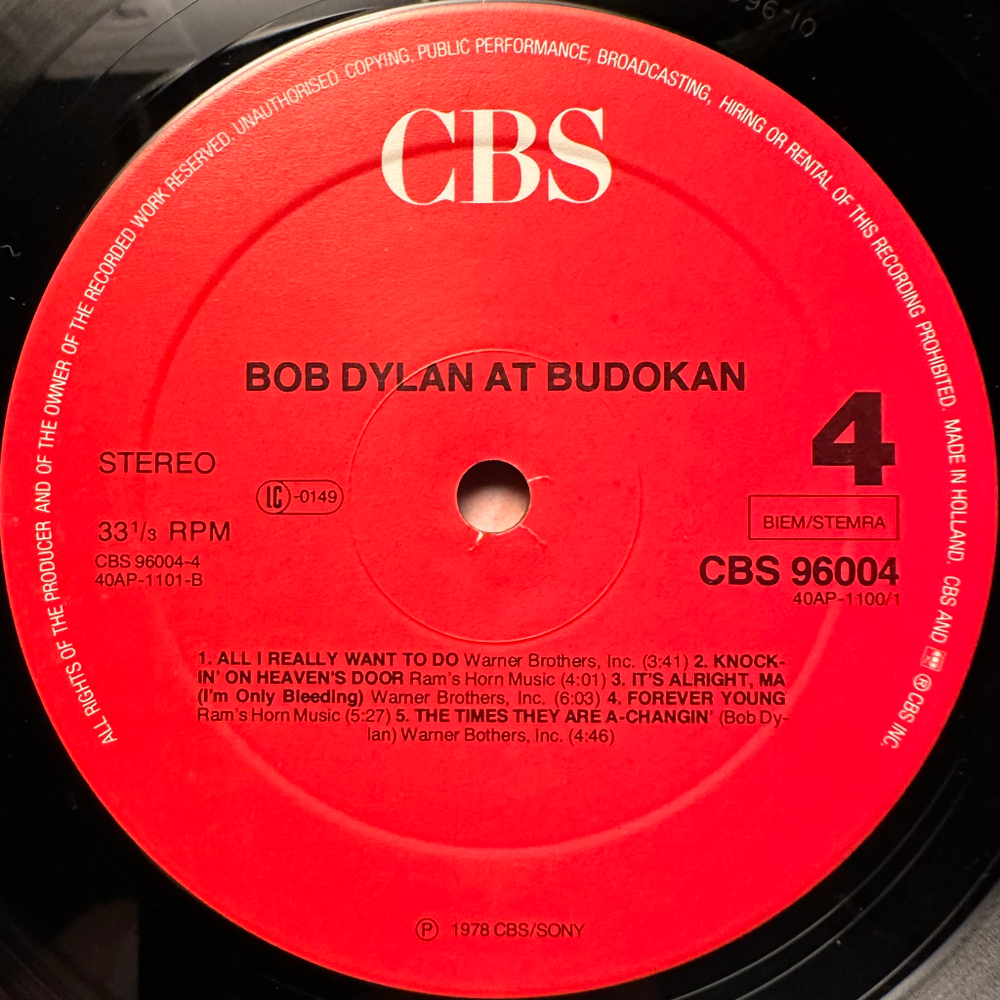 ALL RIGHTS OF THE PRODUCER AND OF THE OWNER OF THE RECORDED WORK RESERVED. UNAUTHORISED COPYING, PUBLIC PERFORMANCE, BROADCASTING, HIRING OR RENTAL OF THIS RECORDING PROHIBITED. MADE IN HOLLAND. CBS AND ℗ CBS INC.
CBS
BOB DYLAN AT BUDOKAN
4
STEREO
LC-0149
BIEM/STEMRA
33 1/3 RPM
CBS 96004-4
40AP-1101-B
CBS 96004
40AP-1100/1
1. ALL I REALLY WANT TO DO Warner Brothers, Inc. (3:41) 2. KNOCK-
IN' ON HEAVEN'S DOOR Ram's Horn Music (4:01) 3. IT'S ALRIGHT, MA
(I'm Only Bleeding) Warner Brothers, Inc. (6:03) 4. FOREVER YOUNG
Ram's Horn Music (5:27) 5. THE TIMES THEY ARE A-CHANGIN' (Bob Dy-
lan) Warner Bothers, Inc. (4:46)
℗ 1978 CBS/SONY